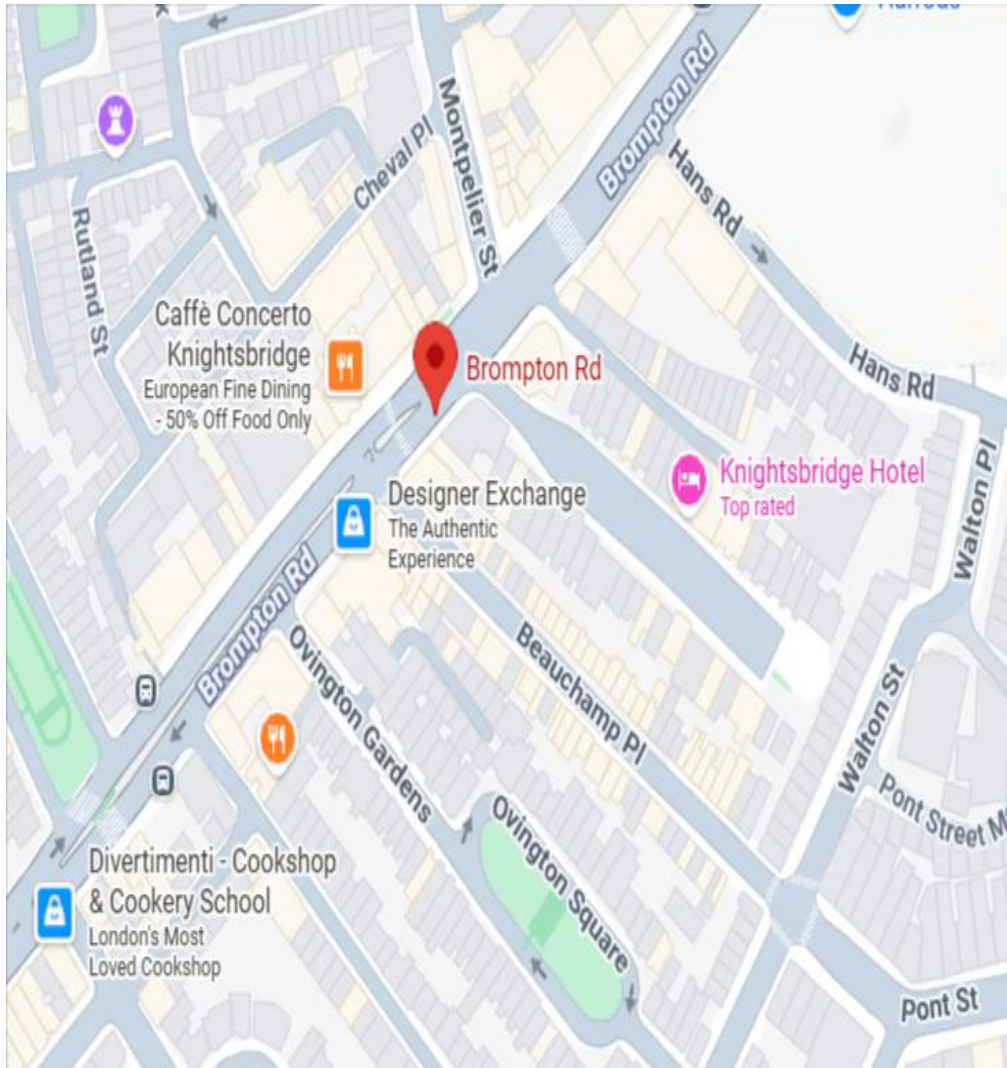 Brompton Rd
Hans Rd
Montpelier St
Cheval Pl
Rutland St
Caffè Concerto
Knightsbridge
European Fine Dining
- 50% Off Food Only
Brompton Rd
Hans Rd
Walton Pl
Knightsbridge Hotel
Top rated
Designer Exchange
The Authentic
Experience
Brompton Rd
Ovington Gardens
Beauchamp Pl
Walton St
Pont Street M
Ovington Square
Divertimenti - Cookshop
& Cookery School
London's Most
Loved Cookshop
Pont St